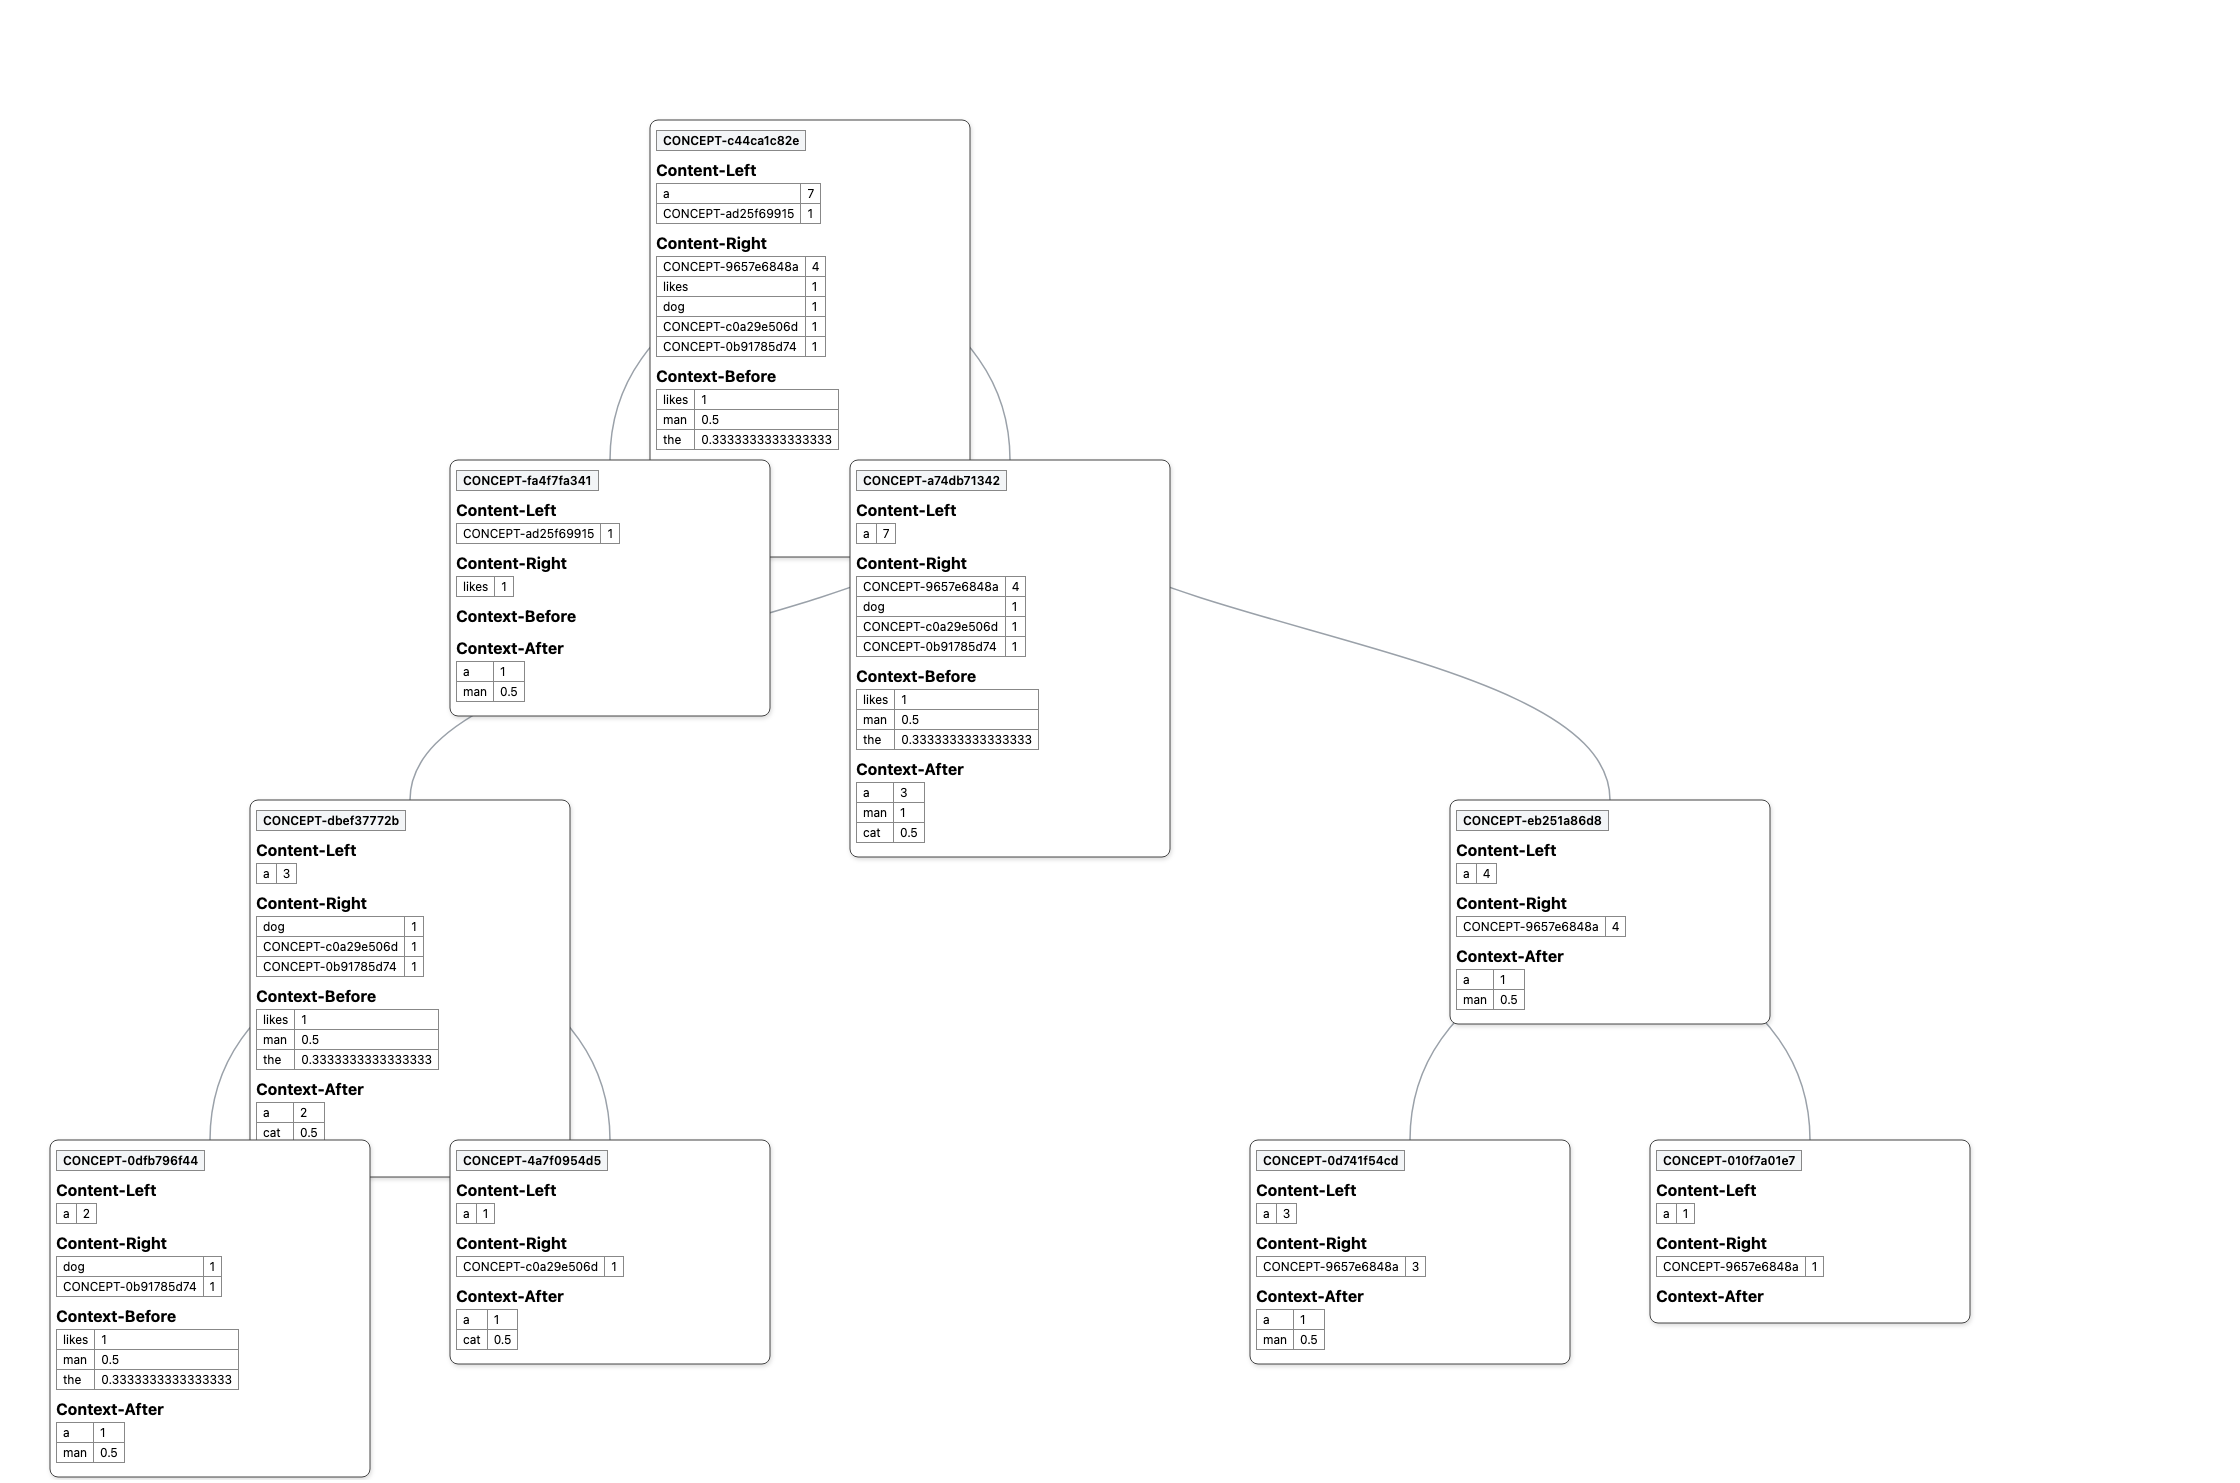 CONCEPT-c44ca1c82e
Content-Left
a 7
CONCEPT-ad25f69915 1
Content-Right
CONCEPT-9657e6848a 4
likes 1
dog 1
CONCEPT-c0a29e506d 1
CONCEPT-0b91785d74 1
Context-Before
likes 1
man 0.5
the 0.3333333333333333
CONCEPT-fa4f7fa341
Content-Left
CONCEPT-ad25f69915 1
Content-Right
likes 1
Context-Before
Context-After
a 1
man 0.5
CONCEPT-a74db71342
Content-Left
a 7
Content-Right
CONCEPT-9657e6848a 4
dog 1
CONCEPT-c0a29e506d 1
CONCEPT-0b91785d74 1
Context-Before
likes 1
man 0.5
the 0.3333333333333333
Context-After
a 3
man 1
cat 0.5
CONCEPT-dbef37772b
Content-Left
a 3
Content-Right
dog 1
CONCEPT-c0a29e506d 1
CONCEPT-0b91785d74 1
Context-Before
likes 1
man 0.5
the 0.3333333333333333
Context-After
a 2
cat 0.5
CONCEPT-eb251a86d8
Content-Left
a 4
Content-Right
CONCEPT-9657e6848a 4
Context-After
a 1
man 0.5
CONCEPT-0dfb796f44
Content-Left
a 2
Content-Right
dog 1
CONCEPT-0b91785d74 1
Context-Before
likes 1
man 0.5
the 0.3333333333333333
Context-After
a 1
man 0.5
CONCEPT-4a7f0954d5
Content-Left
a 1
Content-Right
CONCEPT-c0a29e506d 1
Context-After
a 1
cat 0.5
CONCEPT-0d741f54cd
Content-Left
a 3
Content-Right
CONCEPT-9657e6848a 3
Context-After
a 1
man 0.5
CONCEPT-010f7a01e7
Content-Left
a 1
Content-Right
CONCEPT-9657e6848a 1
Context-After